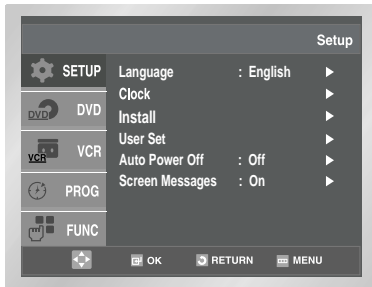 Setup
SETUP
DVD DVD
VCR VCR
PROG
FUNC
Language : English
Clock
Install
User Set
Auto Power Off : Off
Screen Messages : On
OK RETURN MENU